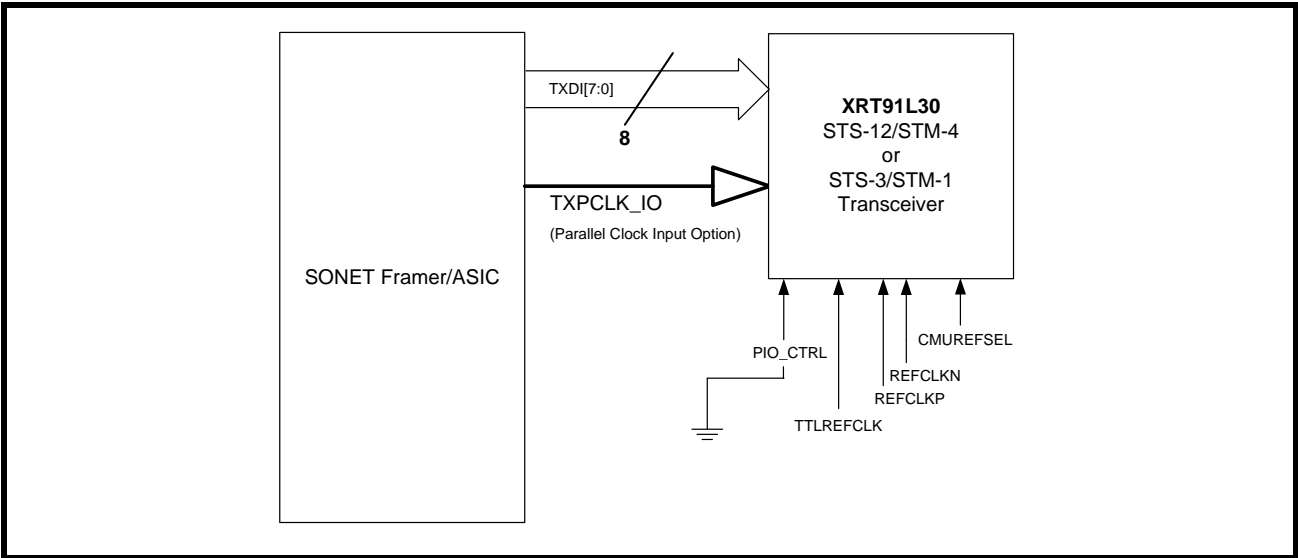 TXDI[7:0]
8
TXPCLK_IO
(Parallel Clock Input Option)
SONET Framer/ASIC
XRT91L30
STS-12/STM-4
or
STS-3/STM-1
Transceiver
PIO_CTRL
CMUREFSEL
REFCLKN
REFCLKP
TTLREFCLK